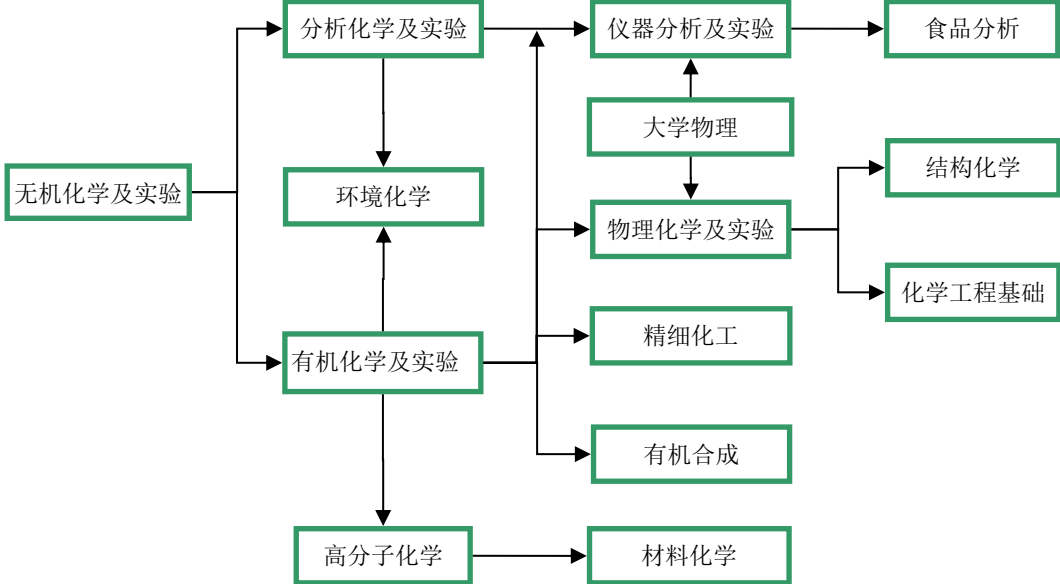 分析化学及实验
仪器分析及实验
食品分析
大学物理
无机化学及实验
环境化学
结构化学
物理化学及实验
化学工程基础
有机化学及实验
精细化工
有机合成
高分子化学
材料化学